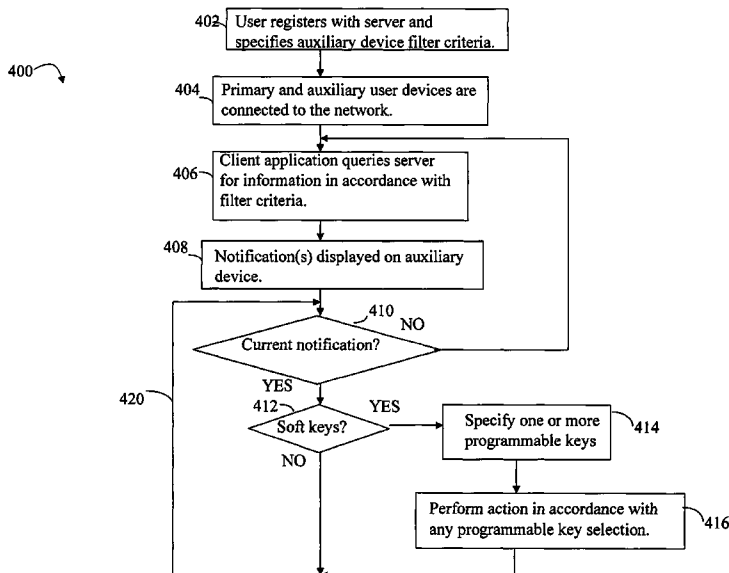 402
User registers with server and
specifies auxiliary device filter criteria.
400
404
Primary and auxiliary user devices are
connected to the network.
406
Client application queries server
for information in accordance with
filter criteria.
408
Notification(s) displayed on auxiliary
device.
410
NO
Current notification?
YES
420
412
YES
Soft keys?
NO
Specify one or more
programmable keys
414
Perform action in accordance with
any programmable key selection.
416